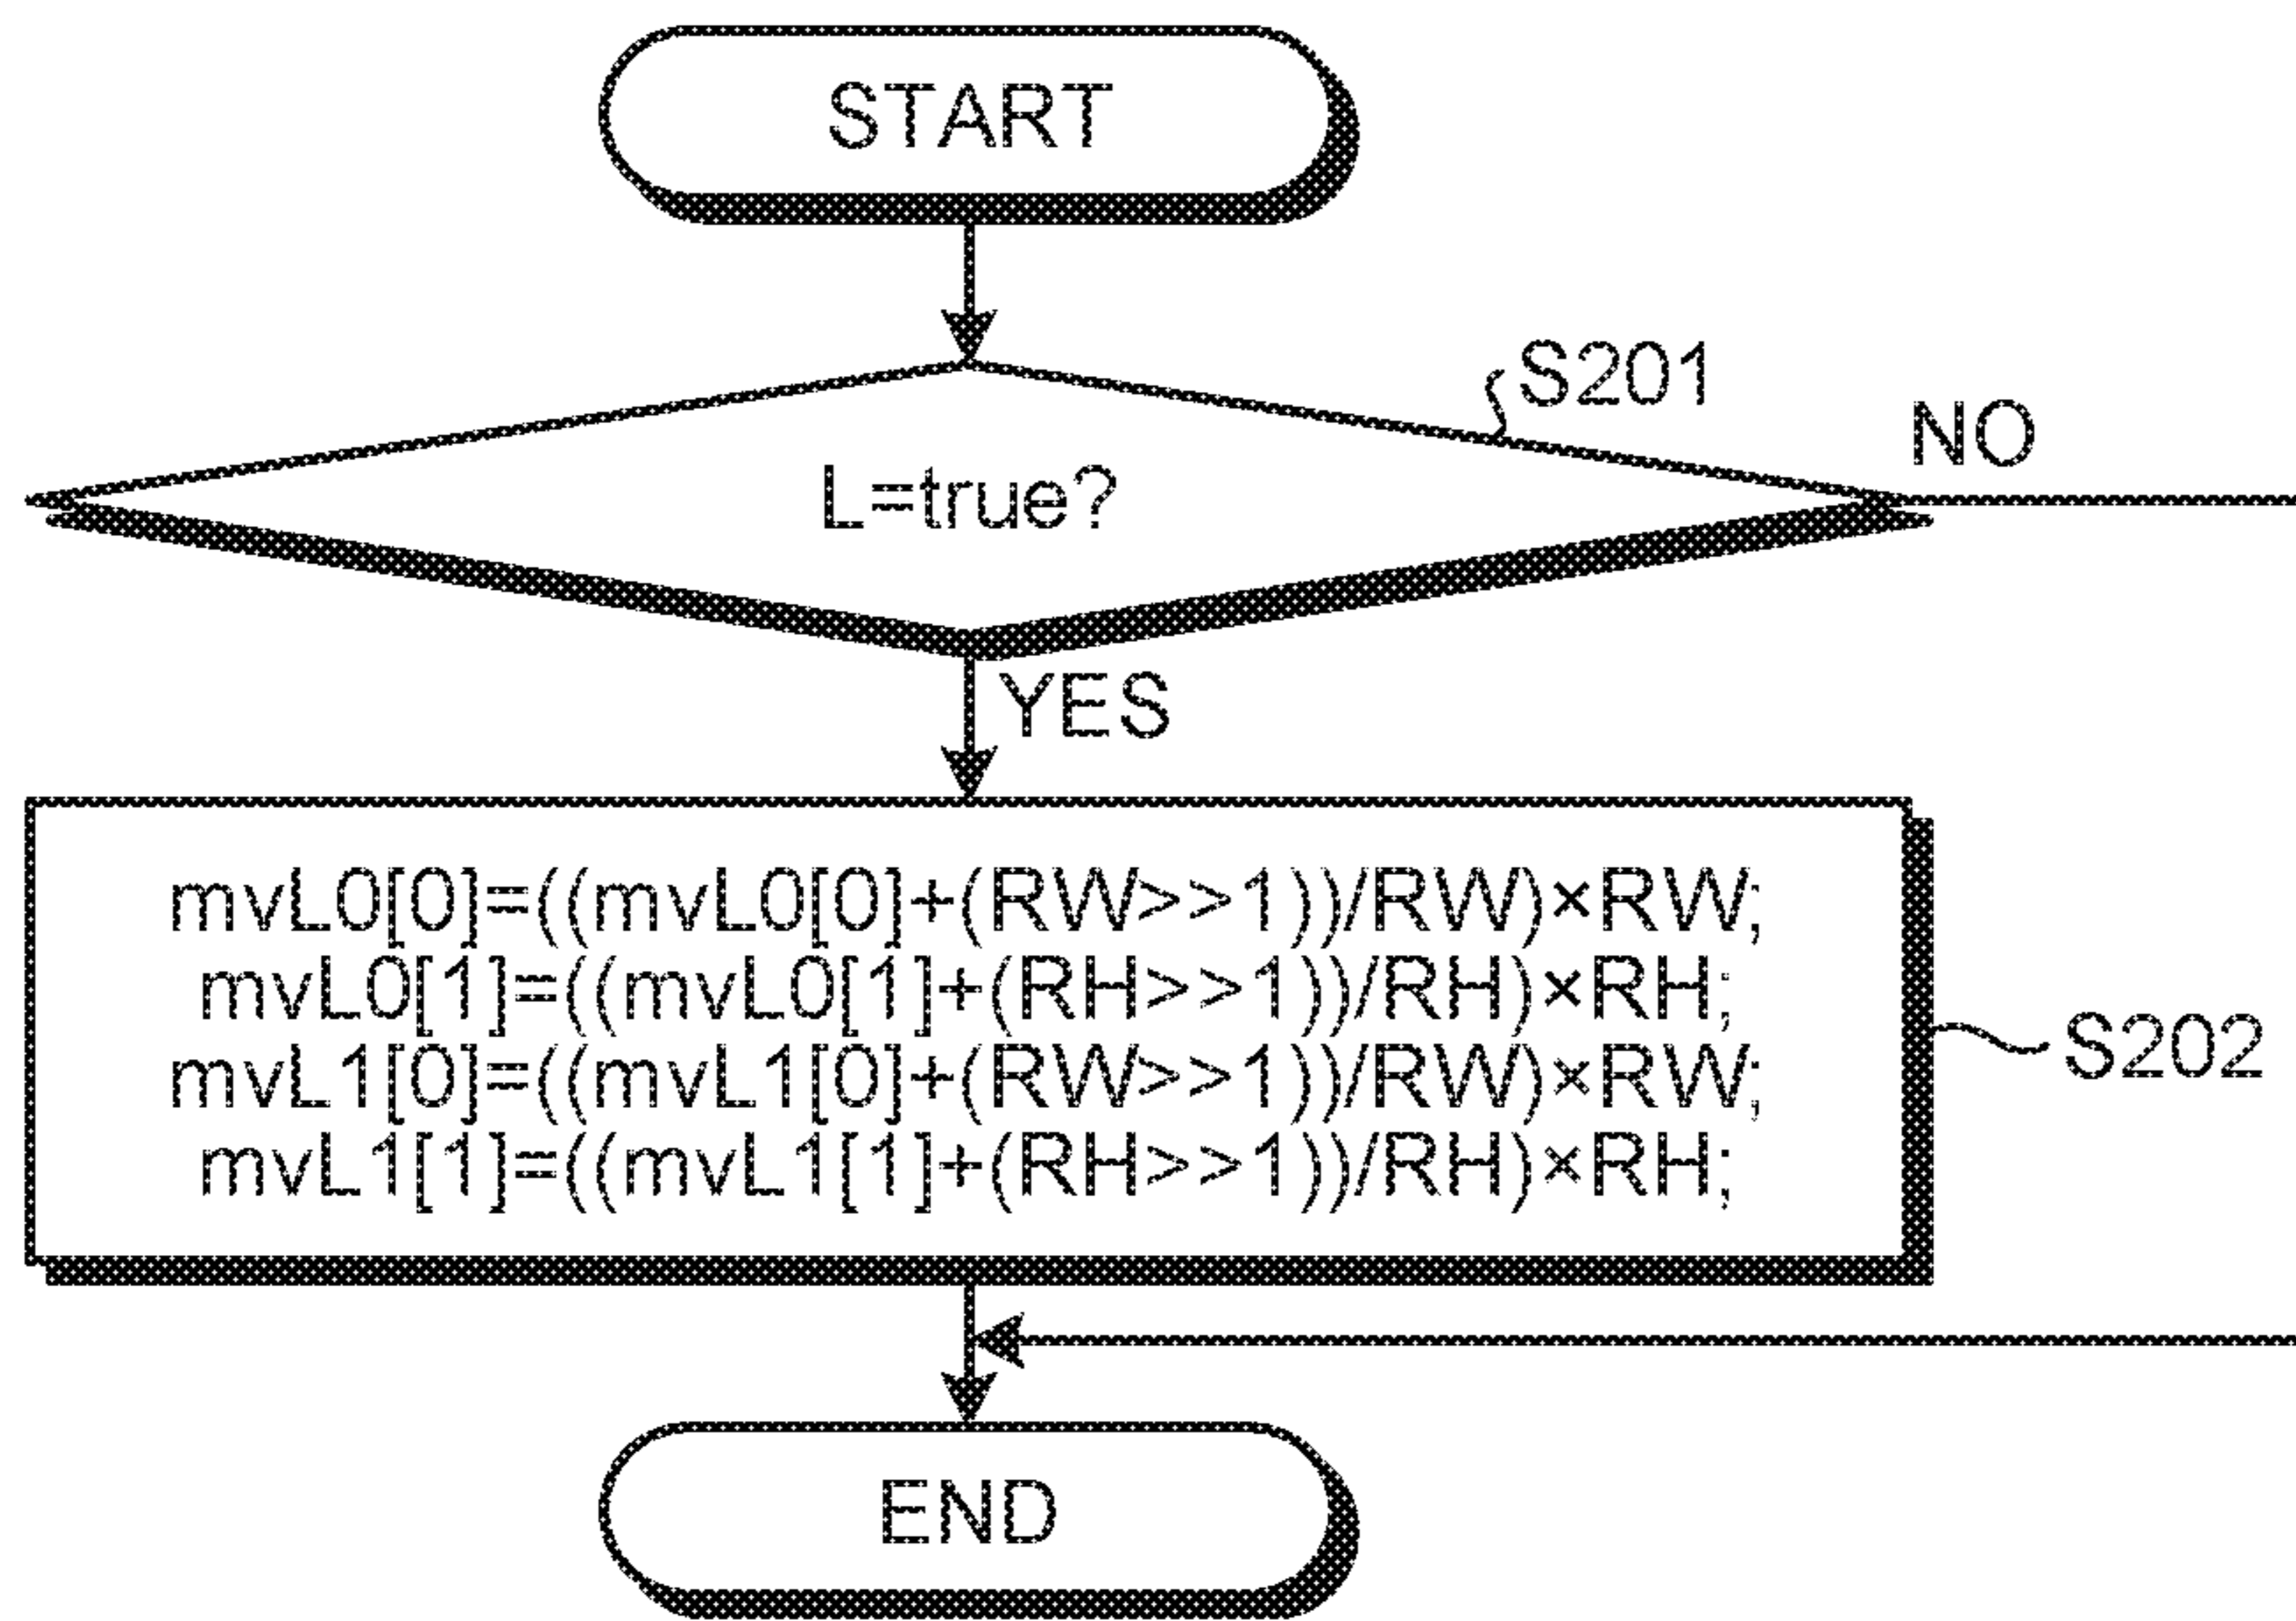 START
S201
NO
L=true?
YES
mvL0[0]=((mvL0[0]+(RW>>1))/RW)×RW;
mvL0[1]=((mvL0[1]+(RH>>1))/RH)×RH;
mvL1[0]=((mvL1[0]+(RW>>1))/RW)×RW;
mvL1[1]=((mvL1[1]+(RH>>1))/RH)×RH;
S202
END